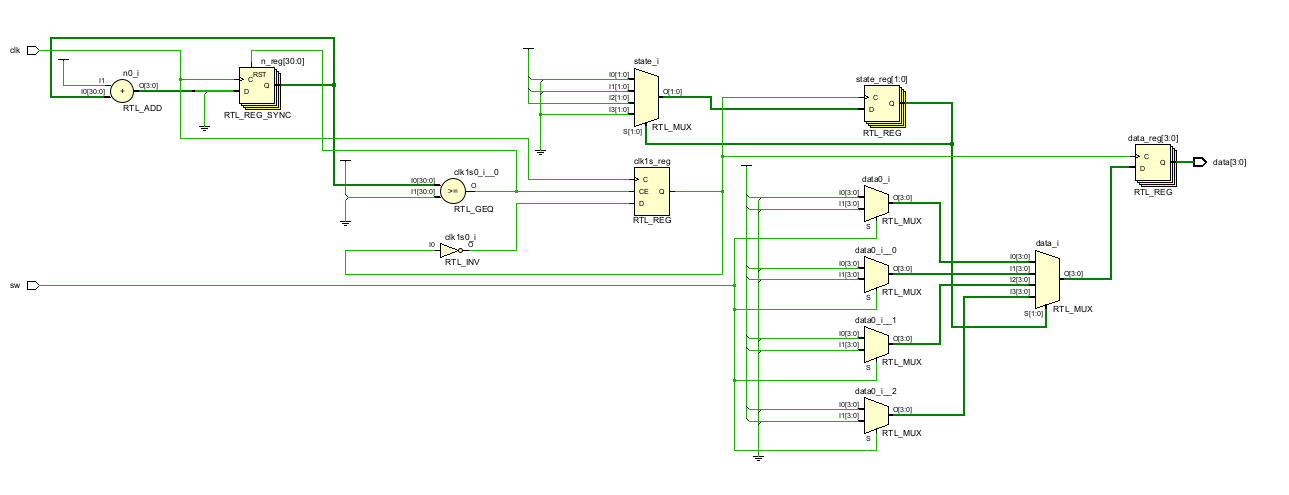 clk
n0_i
I1
I0[30:0]
+
O[3:0]
RTL_ADD
n_reg[30:0]
RST
C
D
Q
RTL_REG_SYNC
state_i
I0[1:0]
I1[1:0]
I2[1:0]
I3[1:0]
S[1:0]
O[1:0]
RTL_MUX
state_reg[1:0]
C
D
Q
RTL_REG
data_reg[3:0]
C
D
Q
RTL_REG
data[3:0]
clk1s0_i__0
I0[30:0]
I1[30:0]
>=
O
RTL_GEQ
clk1s_reg
C
CE
D
Q
RTL_REG
clk1s0_i
I0
O
RTL_INV
sw
data0_i
I0[3:0]
I1[3:0]
S
O[3:0]
RTL_MUX
data0_i__0
I0[3:0]
I1[3:0]
S
O[3:0]
RTL_MUX
data0_i__1
I0[3:0]
I1[3:0]
S
O[3:0]
RTL_MUX
data0_i__2
I0[3:0]
I1[3:0]
S
O[3:0]
RTL_MUX
data_i
I0[3:0]
I1[3:0]
I2[3:0]
I3[3:0]
S[1:0]
O[3:0]
RTL_MUX